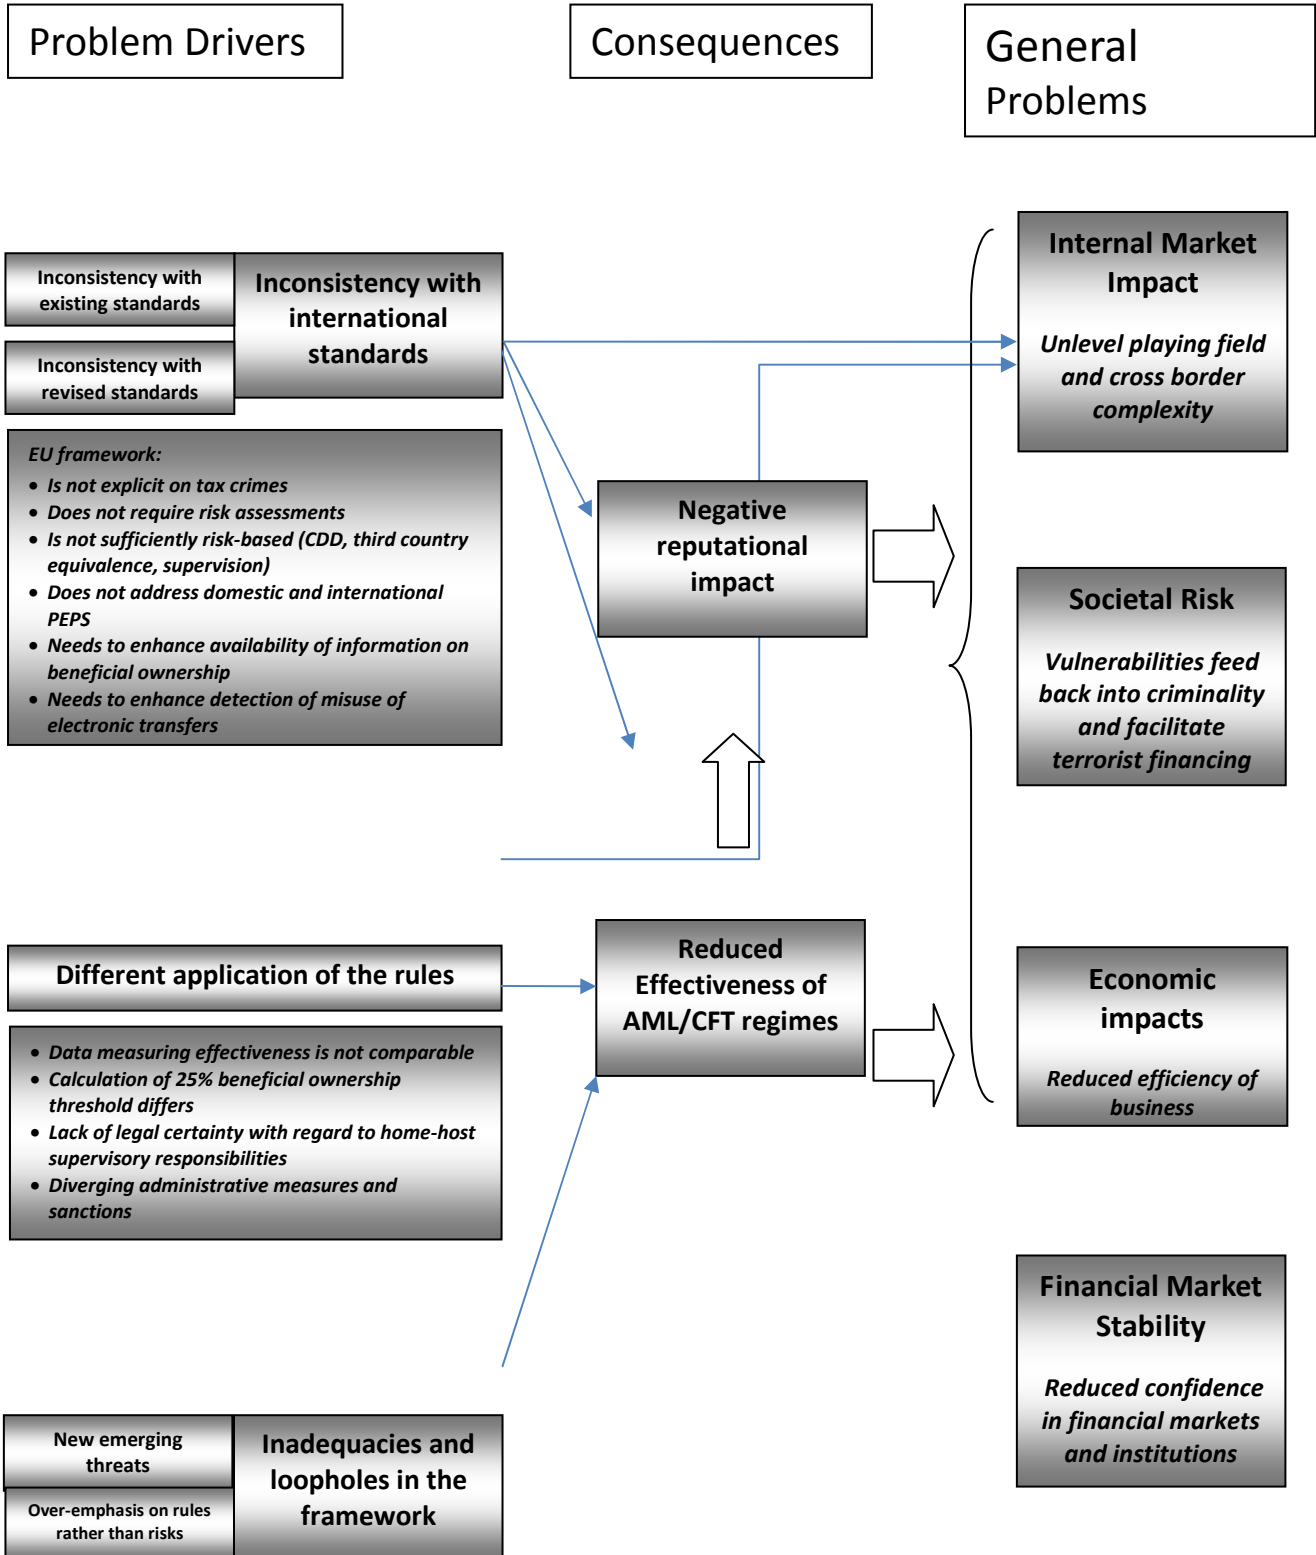 Problem Drivers
Consequences
General
Problems
Inconsistency with
existing standards
Inconsistency with
revised standards
Inconsistency with
international
standards
EU framework:
• Is not explicit on tax crimes
• Does not require risk assessments
• Is not sufficiently risk-based (CDD, third country
equivalence, supervision)
• Does not address domestic and international
PEPS
• Needs to enhance availability of information on
beneficial ownership
• Needs to enhance detection of misuse of
electronic transfers
Different application of the rules
• Data measuring effectiveness is not comparable
• Calculation of 25% beneficial ownership
threshold differs
• Lack of legal certainty with regard to home-host
supervisory responsibilities
• Diverging administrative measures and
sanctions
New emerging
threats
Over-emphasis on rules
rather than risks
Inadequacies and
loopholes in the
framework
Negative
reputational
impact
Reduced
Effectiveness of
AML/CFT regimes
Internal Market
Impact
Unlevel playing field
and cross border
complexity
Societal Risk
Vulnerabilities feed
back into criminality
and facilitate
terrorist financing
Economic
impacts
Reduced efficiency of
business
Financial Market
Stability
Reduced confidence
in financial markets
and institutions